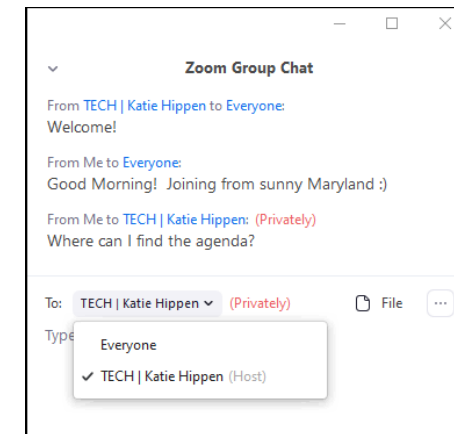 Zoom Group Chat
From TECH | Katie Hippen to Everyone:
Welcome!
From Me to Everyone:
Good Morning!  Joining from sunny Maryland :)
From Me to TECH | Katie Hippen:  (Privately)
Where can I find the agenda?
To: TECH | Katie Hippen (Privately) File ...
Type
Everyone
✓ TECH | Katie Hippen (Host)